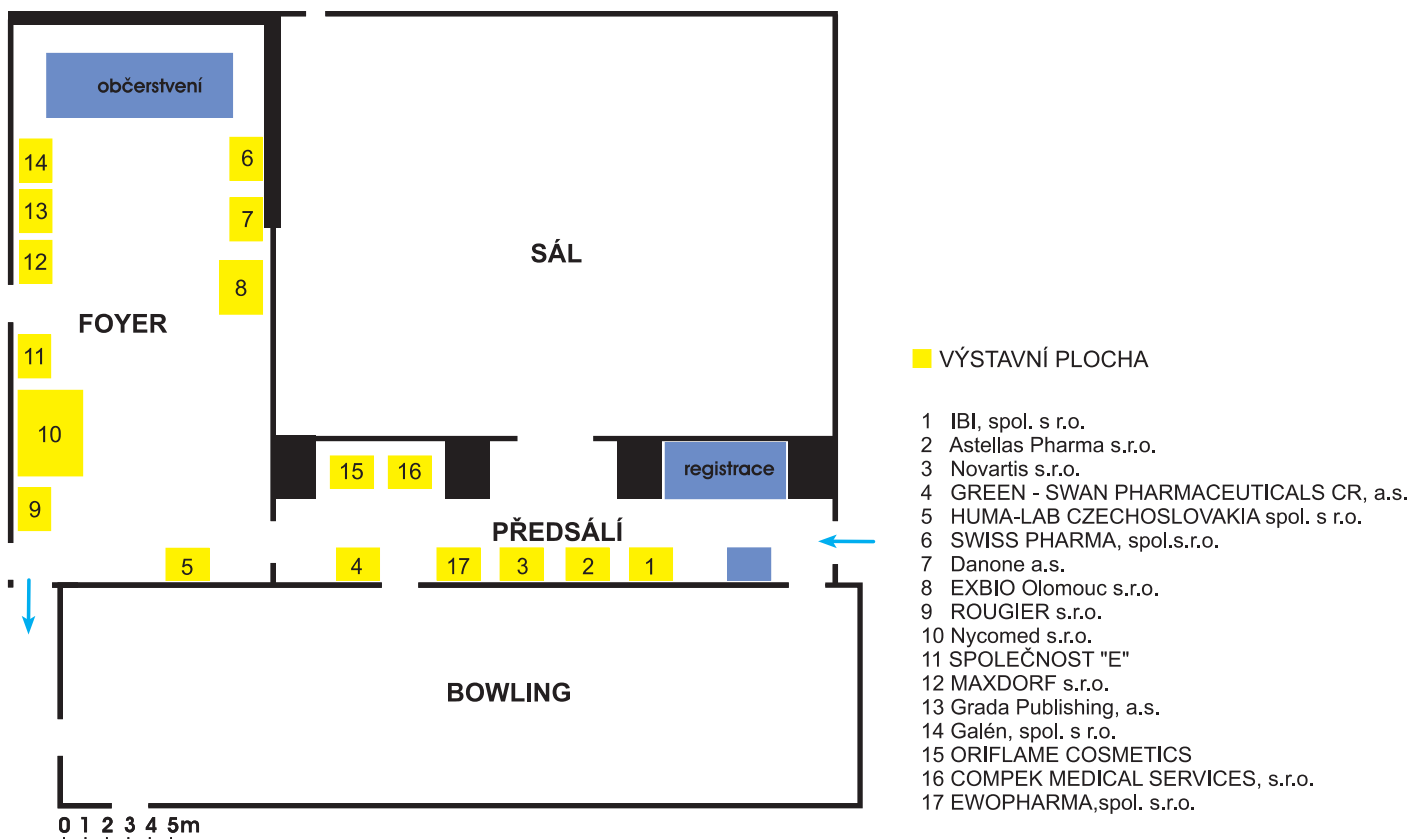 občerstvení
14
6
13
7
12
SÁL
8
FOYER
11
10
15
16
registrace
9
PŘEDSÁLÍ
5
4
17
3
2
1
BOWLING
0 1 2 3 4 5m
VÝSTAVNÍ PLOCHA
1 IBI, spol. s r.o.
2 Astellas Pharma s.r.o.
3 Novartis s.r.o.
4 GREEN - SWAN PHARMACEUTICALS CR, a.s.
5 HUMA-LAB CZECHOSLOVAKIA spol. s r.o.
6 SWISS PHARMA, spol.s.r.o.
7 Danone a.s.
8 EXBIO Olomouc s.r.o.
9 ROUGIER s.r.o.
10 Nycomed s.r.o.
11 SPOLEČNOST "E"
12 MAXDORF s.r.o.
13 Grada Publishing, a.s.
14 Galén, spol. s r.o.
15 ORIFLAME COSMETICS
16 COMPEK MEDICAL SERVICES, s.r.o.
17 EWOPHARMA,spol. s.r.o.